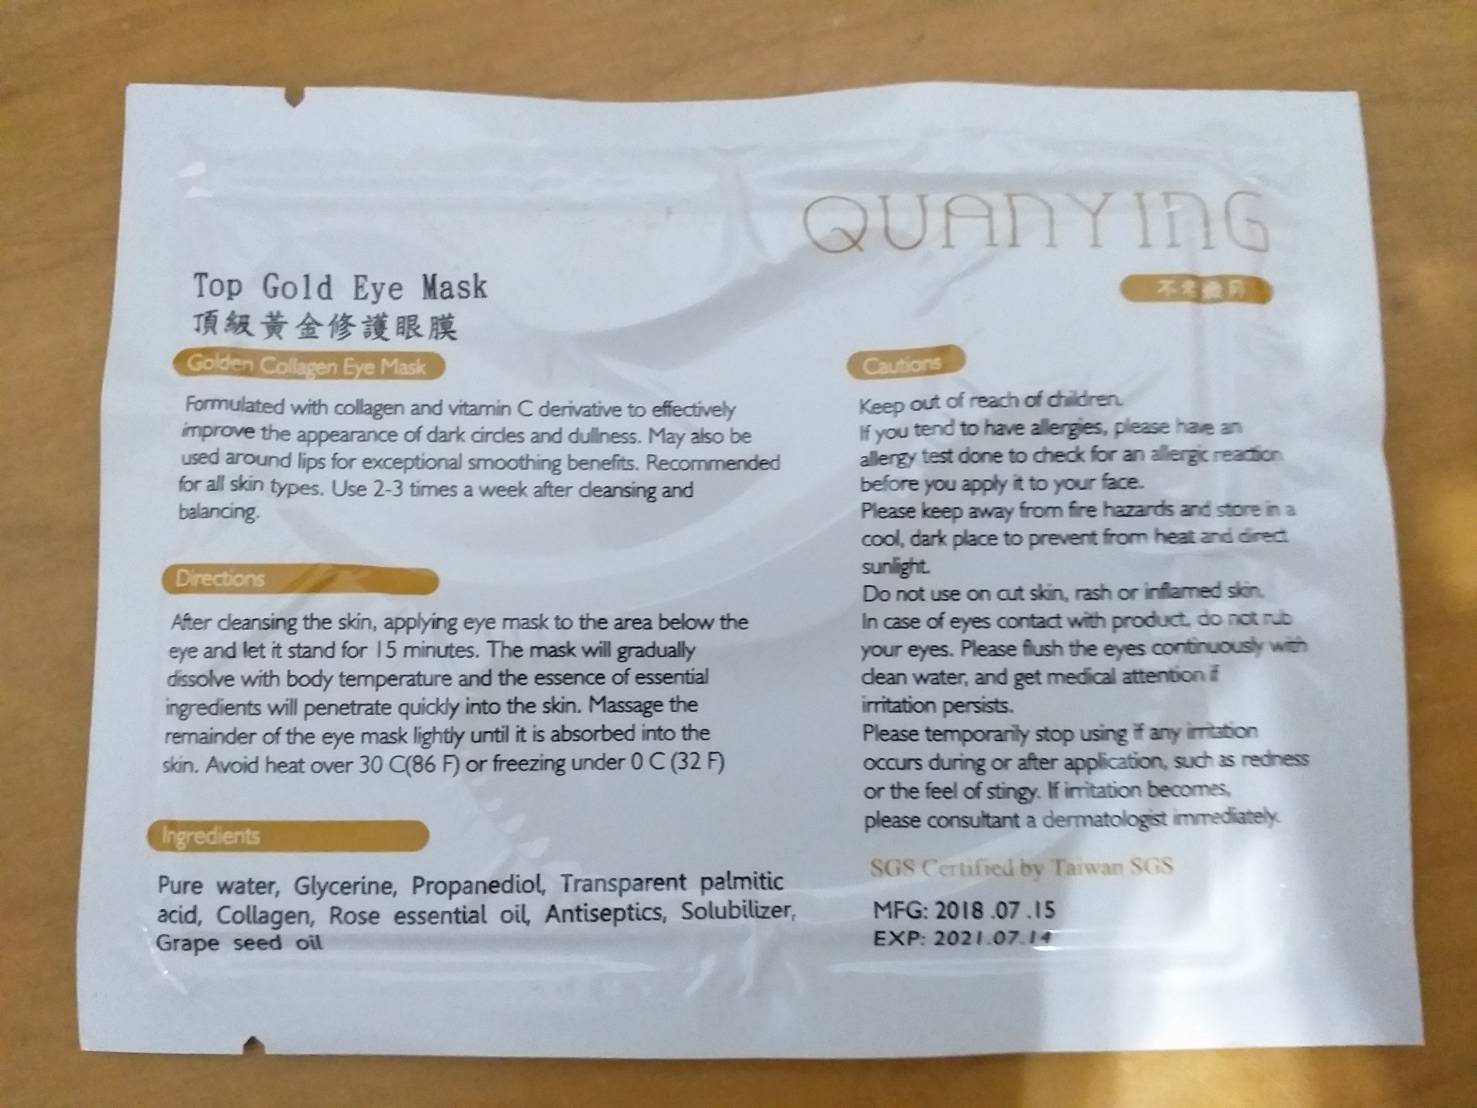 QUANYING
Top Gold Eye Mask
頂級黃金修護眼膜
Golden Collagen Eye Mask
Formulated with collagen and vitamin C derivative to effectively
improve the appearance of dark circles and dullness. May also be
used around lips for exceptional smoothing benefits. Recommended
for all skin types. Use 2-3 times a week after cleansing and
balancing.
Directions
After cleansing the skin, applying eye mask to the area below the
eye and let it stand for 15 minutes. The mask will gradually
dissolve with body temperature and the essence of essential
ingredients will penetrate quickly into the skin. Massage the
remainder of the eye mask lightly until it is absorbed into the
skin. Avoid heat over 30 C(86 F) or freezing under 0 C (32 F)
Ingredients
Pure water, Glycerine, Propanediol, Transparent palmitic
acid, Collagen, Rose essential oil, Antiseptics, Solubilizer,
Grape seed oil
Cautions
Keep out of reach of children.
If you tend to have allergies, please have an
allergy test done to check for an allergic reaction
before you apply it to your face.
Please keep away from fire hazards and store in a
cool, dark place to prevent from heat and direct
sunlight.
Do not use on cut skin, rash or inflamed skin.
In case of eyes contact with product, do not rub
your eyes. Please flush the eyes continuously with
clean water, and get medical attention if
irritation persists.
Please temporarily stop using if any irritation
occurs during or after application, such as redness
or the feel of stingy. If irritation becomes,
please consultant a dermatologist immediately.
SGS Certified by Taiwan SGS
MFG: 2018 .07 .15
EXP: 2021.07.14